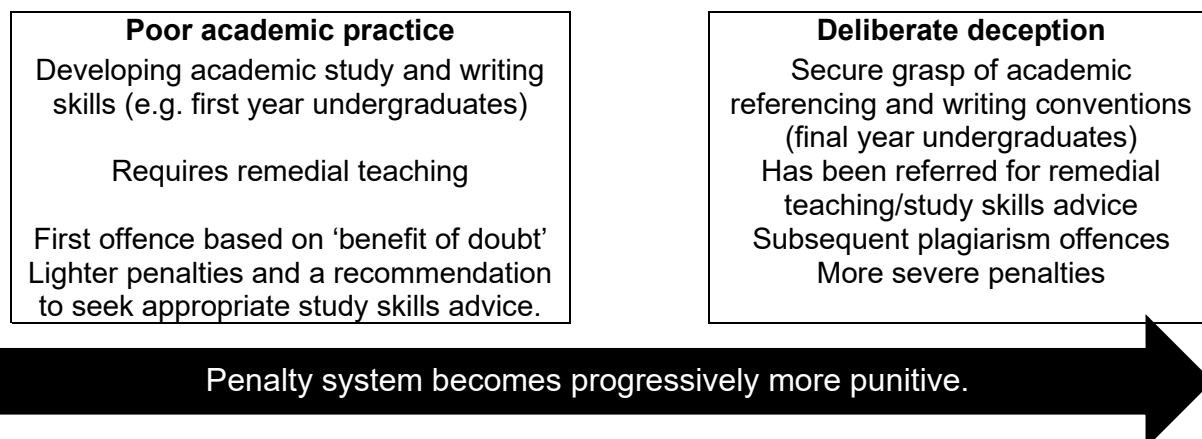 Poor academic practice
Developing academic study and writing
skills (e.g. first year undergraduates)
Requires remedial teaching
First offence based on ‘benefit of doubt’
Lighter penalties and a recommendation
to seek appropriate study skills advice.
Deliberate deception
Secure grasp of academic
referencing and writing conventions
(final year undergraduates)
Has been referred for remedial
teaching/study skills advice
Subsequent plagiarism offences
More severe penalties
Penalty system becomes progressively more punitive.